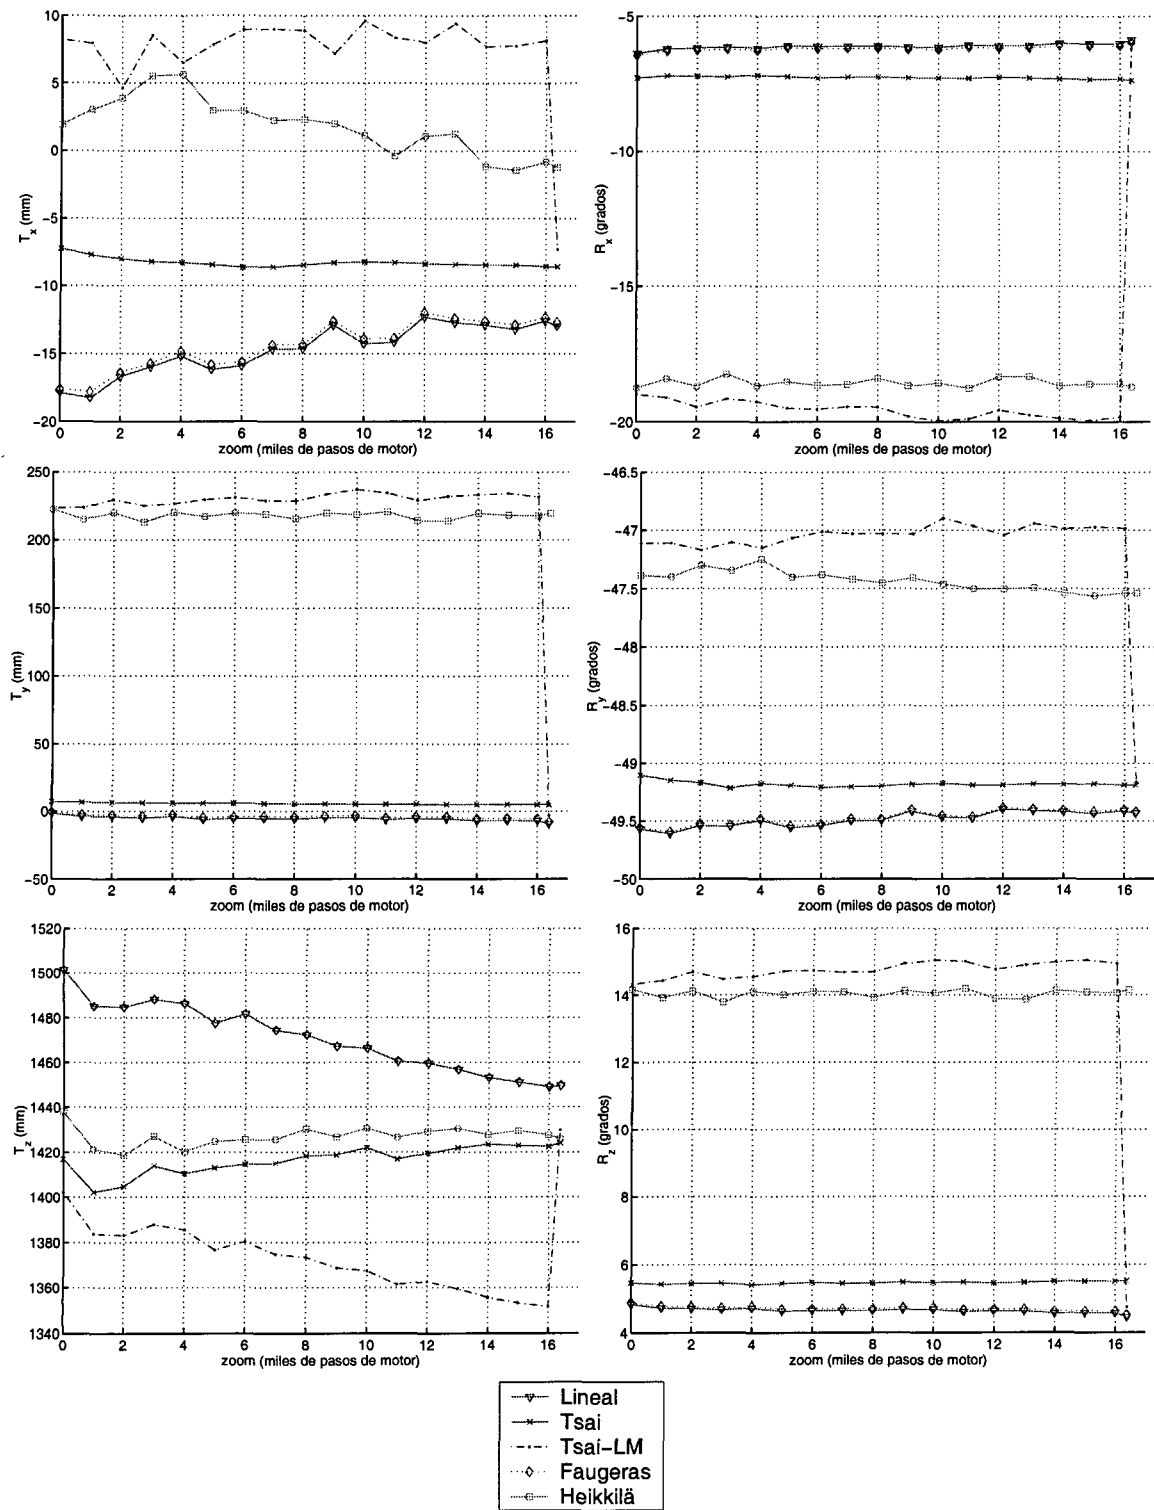 10
5
0
−5
−10
−15
−20
T_x (mm)
0 2 4 6 8 10 12 14 16
zoom (miles de pasos de motor)
−5
−10
−15
−20
R_x (grados)
0 2 4 6 8 10 12 14 16
zoom (miles de pasos de motor)
250
200
150
100
50
0
−50
T_y (mm)
0 2 4 6 8 10 12 14 16
zoom (miles de pasos de motor)
−46.5
−47
−47.5
−48
−48.5
−49
−49.5
−50
R_y (grados)
0 2 4 6 8 10 12 14 16
zoom (miles de pasos de motor)
1520
1500
1480
1460
1440
1420
1400
1380
1360
1340
T_z (mm)
0 2 4 6 8 10 12 14 16
zoom (miles de pasos de motor)
16
14
12
10
8
6
4
R_z (grados)
0 2 4 6 8 10 12 14 16
zoom (miles de pasos de motor)
Lineal
Tsai
Tsai−LM
Faugeras
Heikkilä